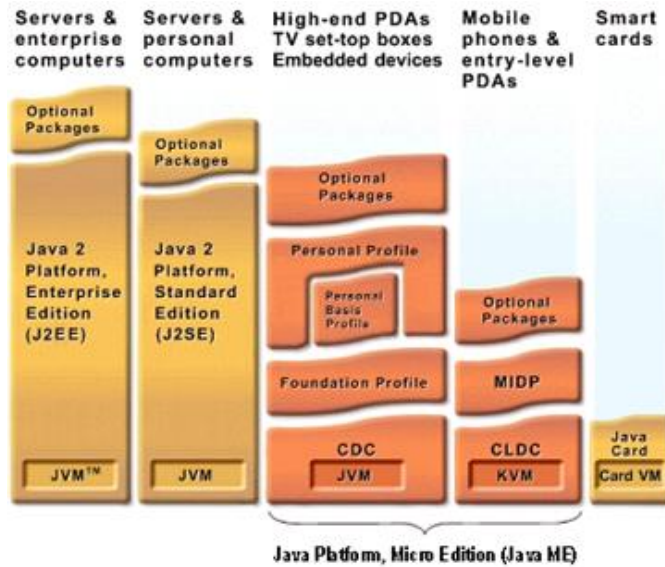 Servers &
enterprise
computers
Servers &
personal
computers
High-end PDAs
TV set-top boxes
Embedded devices
Mobile
phones &
entry-level
PDAs
Smart
cards
Optional
Packages
Java 2
Platform,
Enterprise
Edition
(J2EE)
JVM™
Optional
Packages
Java 2
Platform,
Standard
Edition
(J2SE)
JVM
Optional
Packages
Personal Profile
Personal
Basis
Profile
Foundation Profile
CDC
JVM
Optional
Packages
MIDP
CLDC
KVM
Java
Card
Card VM
Java Platform, Micro Edition (Java ME)